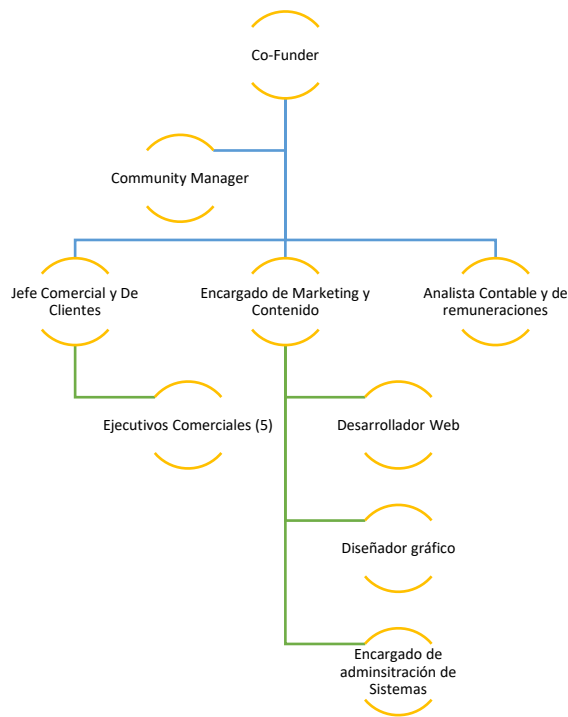 Co-Funder
Community Manager
Jefe Comercial y De
Clientes
Encargado de Marketing y
Contenido
Analista Contable y de
remuneraciones
Ejecutivos Comerciales (5)
Desarrollador Web
Diseñador gráfico
Encargado de
adminsitración de
Sistemas